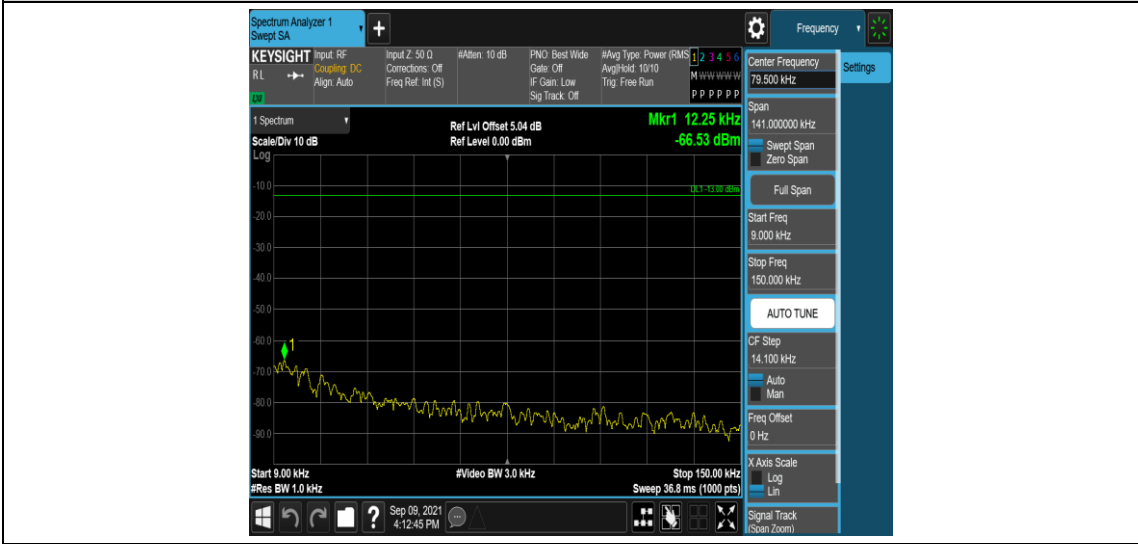 Spectrum Analyzer 1
Swept SA
+
Frequency
KEYSIGHT
RL
LXI
Input: RF
Coupling: DC
Align: Auto
Input Z: 50 Ω
Corrections: Off
Freq Ref: Int (S)
#Atten: 10 dB
PNO: Best Wide
Gate: Off
IF Gain: Low
Sig Track: Off
#Avg Type: Power (RMS
Avg|Hold: 10/10
Trig: Free Run
1 2 3 4 5 6
M W W W W W
P P P P P P
1 Spectrum
Scale/Div 10 dB
Log
Ref Lvl Offset 5.04 dB
Ref Level 0.00 dBm
Mkr1 12.25 kHz
-66.53 dBm
DL1 -13.00 dBm
-10.0
-20.0
-30.0
-40.0
-50.0
-60.0
1
-70.0
-80.0
-90.0
Start 9.00 kHz
#Res BW 1.0 kHz
#Video BW 3.0 kHz
Stop 150.00 kHz
Sweep 36.8 ms (1000 pts)
?
Sep 09, 2021
4:12:45 PM
Center Frequency
79.500 kHz
Settings
Span
141.000000 kHz
Swept Span
Zero Span
Full Span
Start Freq
9.000 kHz
Stop Freq
150.000 kHz
AUTO TUNE
CF Step
14.100 kHz
Auto
Man
Freq Offset
0 Hz
X Axis Scale
Log
Lin
Signal Track
(Span Zoom)